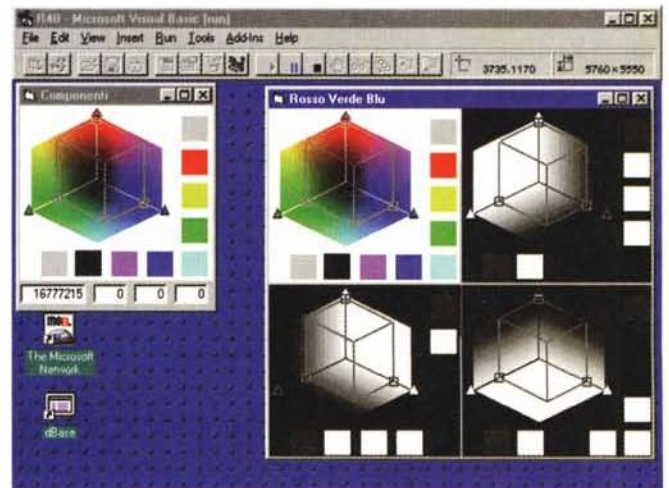 R4U - Microsoft Visual Basic [run]
File Edit View Insert Run Tools Add-Ins Help
3735.1170 5760×5550
Componenti
Rosso Verde Blu
16777215 0 0 0
The Microsoft
Network
dBase